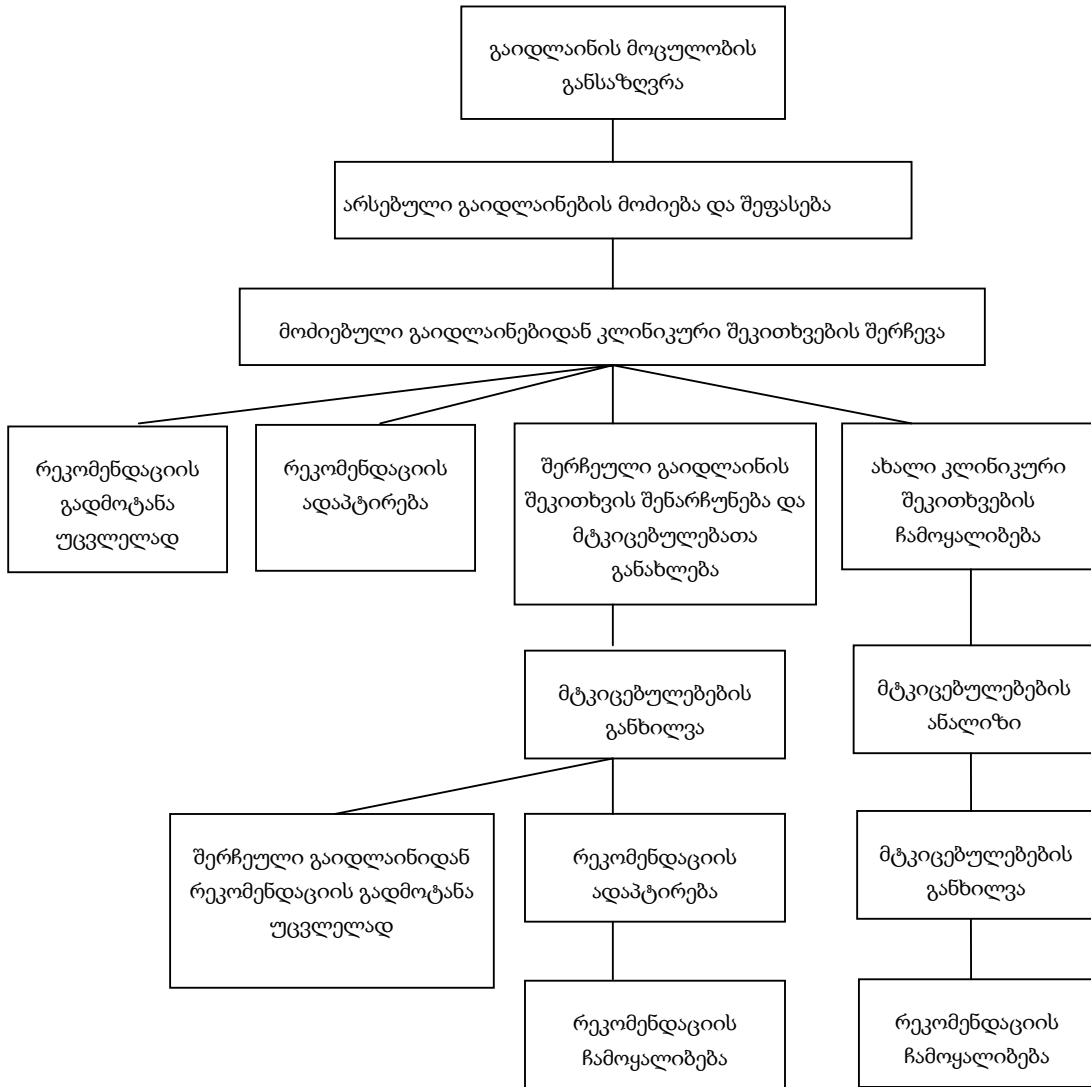 გაიდლაინის მოცულობის
განსაზღვრა
არსებული გაიდლაინების მოძიება და შეფასება
მოძიებული გაიდლაინებიდან კლინიკური შეკითხვების შერჩევა
რეკომენდაციის
გადმოტანა
უცვლელად
რეკომენდაციის
ადაპტირება
შერჩეული გაიდლაინის
შეკითხვის შენარჩუნება და
მტკიცებულებათა
განახლება
ახალი კლინიკური
შეკითხვების
ჩამოყალიბება
მტკიცებულებების
განხილვა
მტკიცებულებების
ანალიზი
შერჩეული გაიდლაინიდან
რეკომენდაციის გადმოტანა
უცვლელად
რეკომენდაციის
ადაპტირება
მტკიცებულებების
განხილვა
რეკომენდაციის
ჩამოყალიბება
რეკომენდაციის
ჩამოყალიბება